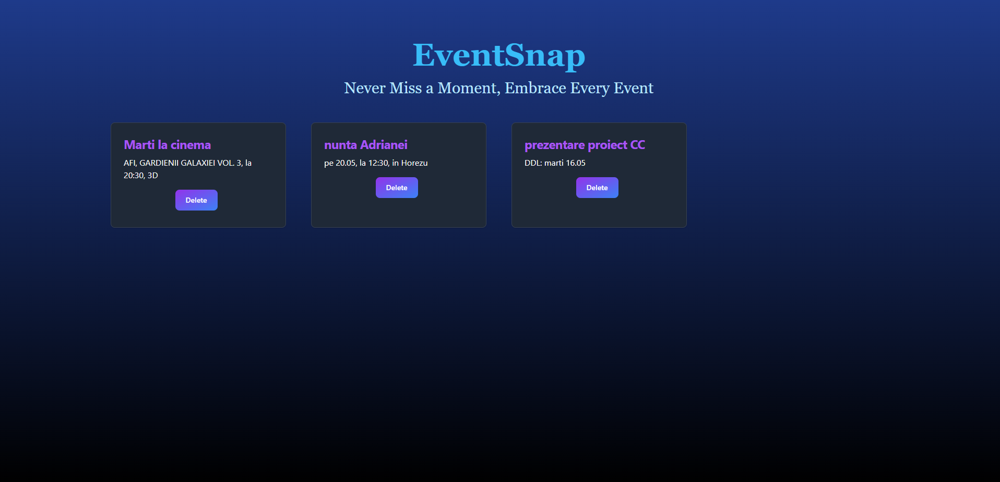 EventSnap
Never Miss a Moment, Embrace Every Event
Marti la cinema
AFI, GARDIENII GALAXIEI VOL. 3, la
20:30, 3D
Delete
nunta Adrianei
pe 20.05, la 12:30, in Horezu
Delete
prezentare proiect CC
DDL: marti 16.05
Delete